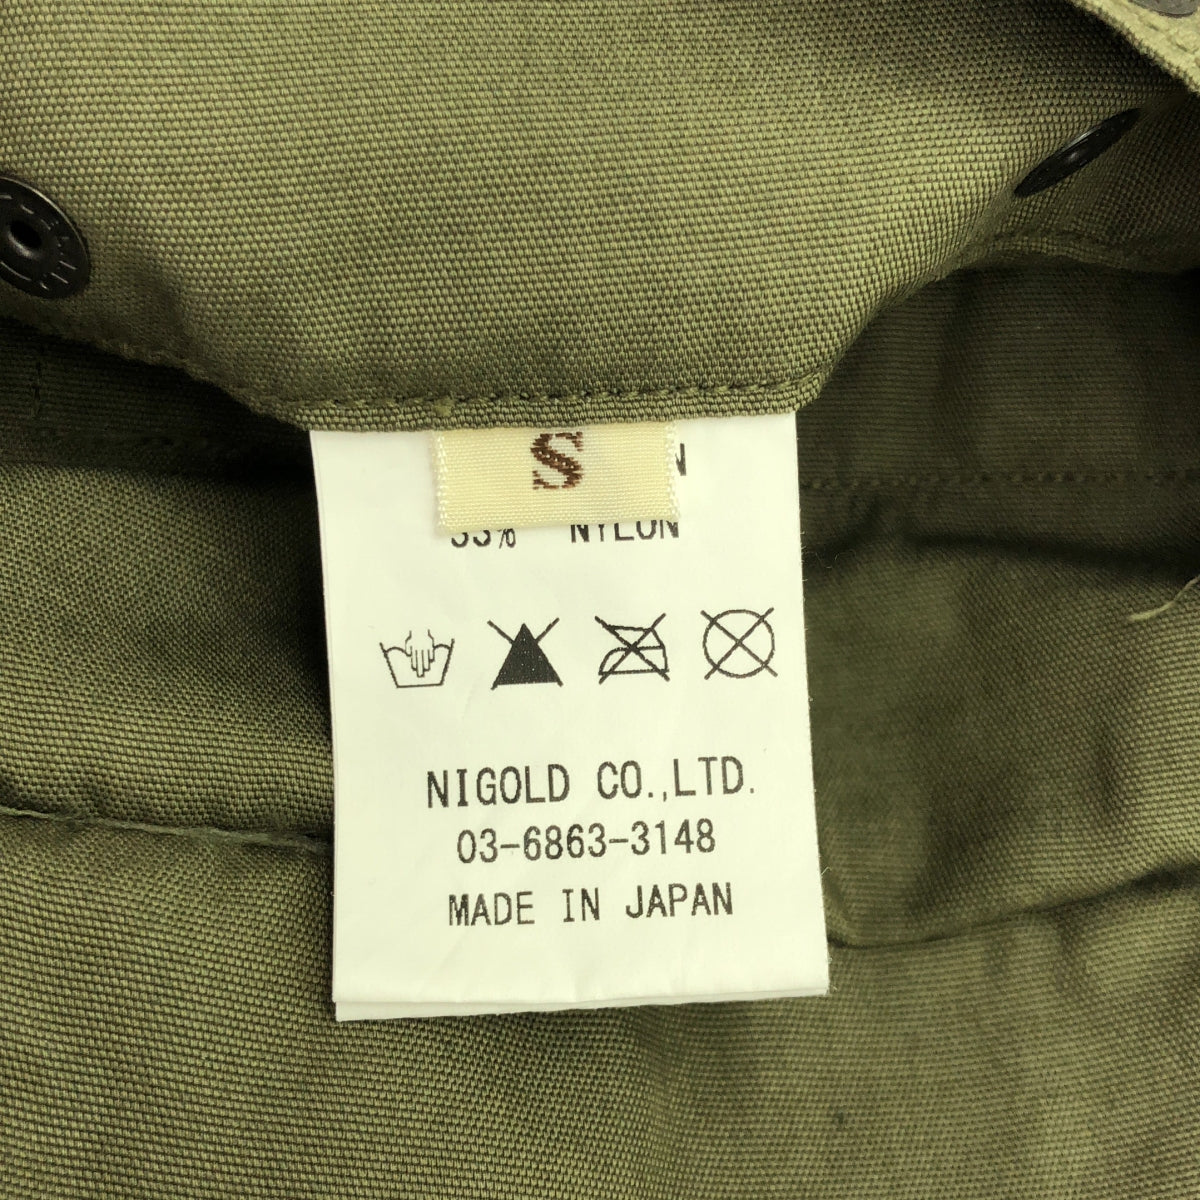 S
NYLON
NIGOLD CO.,LTD.
03-6863-3148
MADE IN JAPAN